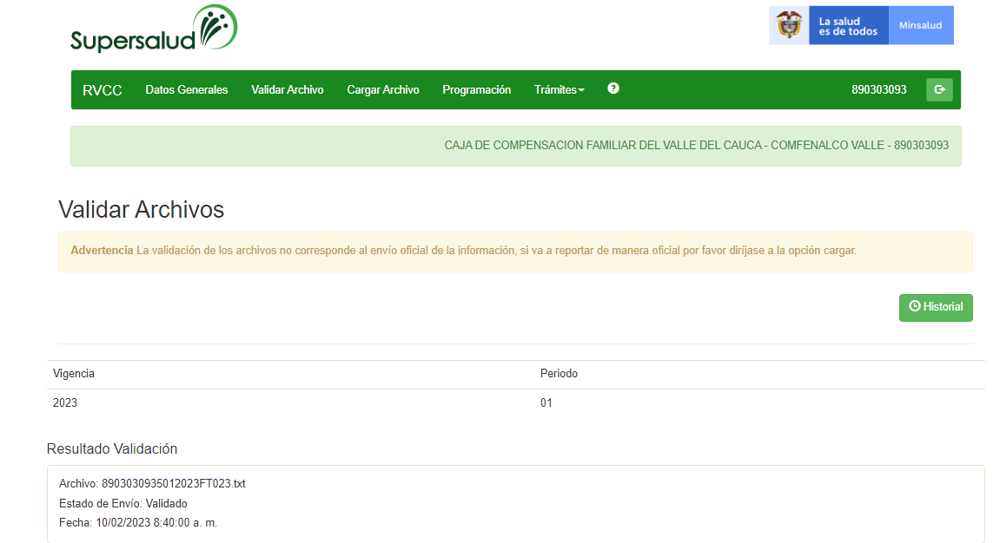 Supersalud
La salud
es de todos
Minsalud
RVCC Datos Generales Validar Archivo Cargar Archivo Programación Trámites ? 890303093
CAJA DE COMPENSACION FAMILIAR DEL VALLE DEL CAUCA - COMFENALCO VALLE - 890303093
Validar Archivos
Advertencia La validación de los archivos no corresponde al envío oficial de la información, si va a reportar de manera oficial por favor diríjase a la opción cargar.
Historial
Vigencia Periodo
2023 01
Resultado Validación
Archivo: 8903030935012023FT023.txt
Estado de Envío: Validado
Fecha: 10/02/2023 8:40:00 a. m.